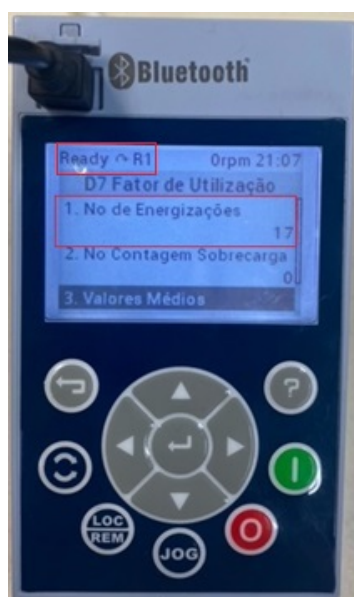 Bluetooth
Ready ↷ R1 0rpm 21:07
D7 Fator de Utilização
1. No de Energizações
17
2. No Contagem Sobrecarga
0
3. Valores Médios
?
LOC
REM
JOG